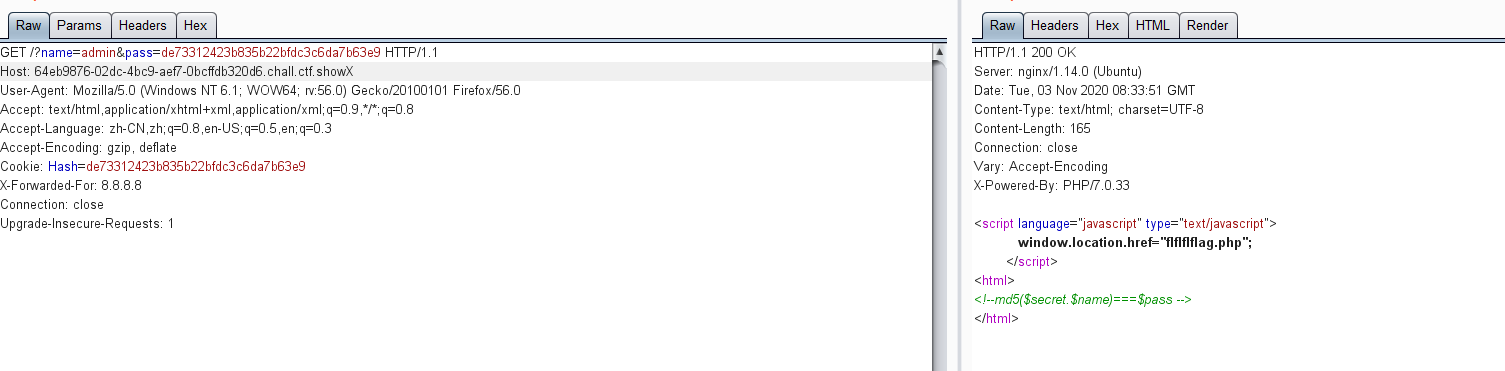 Raw Params Headers Hex
GET /?name=admin&pass=de73312423b835b22bfdc3c6da7b63e9 HTTP/1.1
Host: 64eb9876-02dc-4bc9-aef7-0bcffdb320d6.chall.ctf.showX
User-Agent: Mozilla/5.0 (Windows NT 6.1; WOW64; rv:56.0) Gecko/20100101 Firefox/56.0
Accept: text/html,application/xhtml+xml,application/xml;q=0.9,*/*;q=0.8
Accept-Language: zh-CN,zh;q=0.8,en-US;q=0.5,en;q=0.3
Accept-Encoding: gzip, deflate
Cookie: Hash=de73312423b835b22bfdc3c6da7b63e9
X-Forwarded-For: 8.8.8.8
Connection: close
Upgrade-Insecure-Requests: 1
Raw Headers Hex HTML Render
HTTP/1.1 200 OK
Server: nginx/1.14.0 (Ubuntu)
Date: Tue, 03 Nov 2020 08:33:51 GMT
Content-Type: text/html; charset=UTF-8
Content-Length: 165
Connection: close
Vary: Accept-Encoding
X-Powered-By: PHP/7.0.33
<script language="javascript" type="text/javascript">
window.location.href="flflflflag.php";
</script>
<html>
<!--md5($secret.$name)===$pass -->
</html>